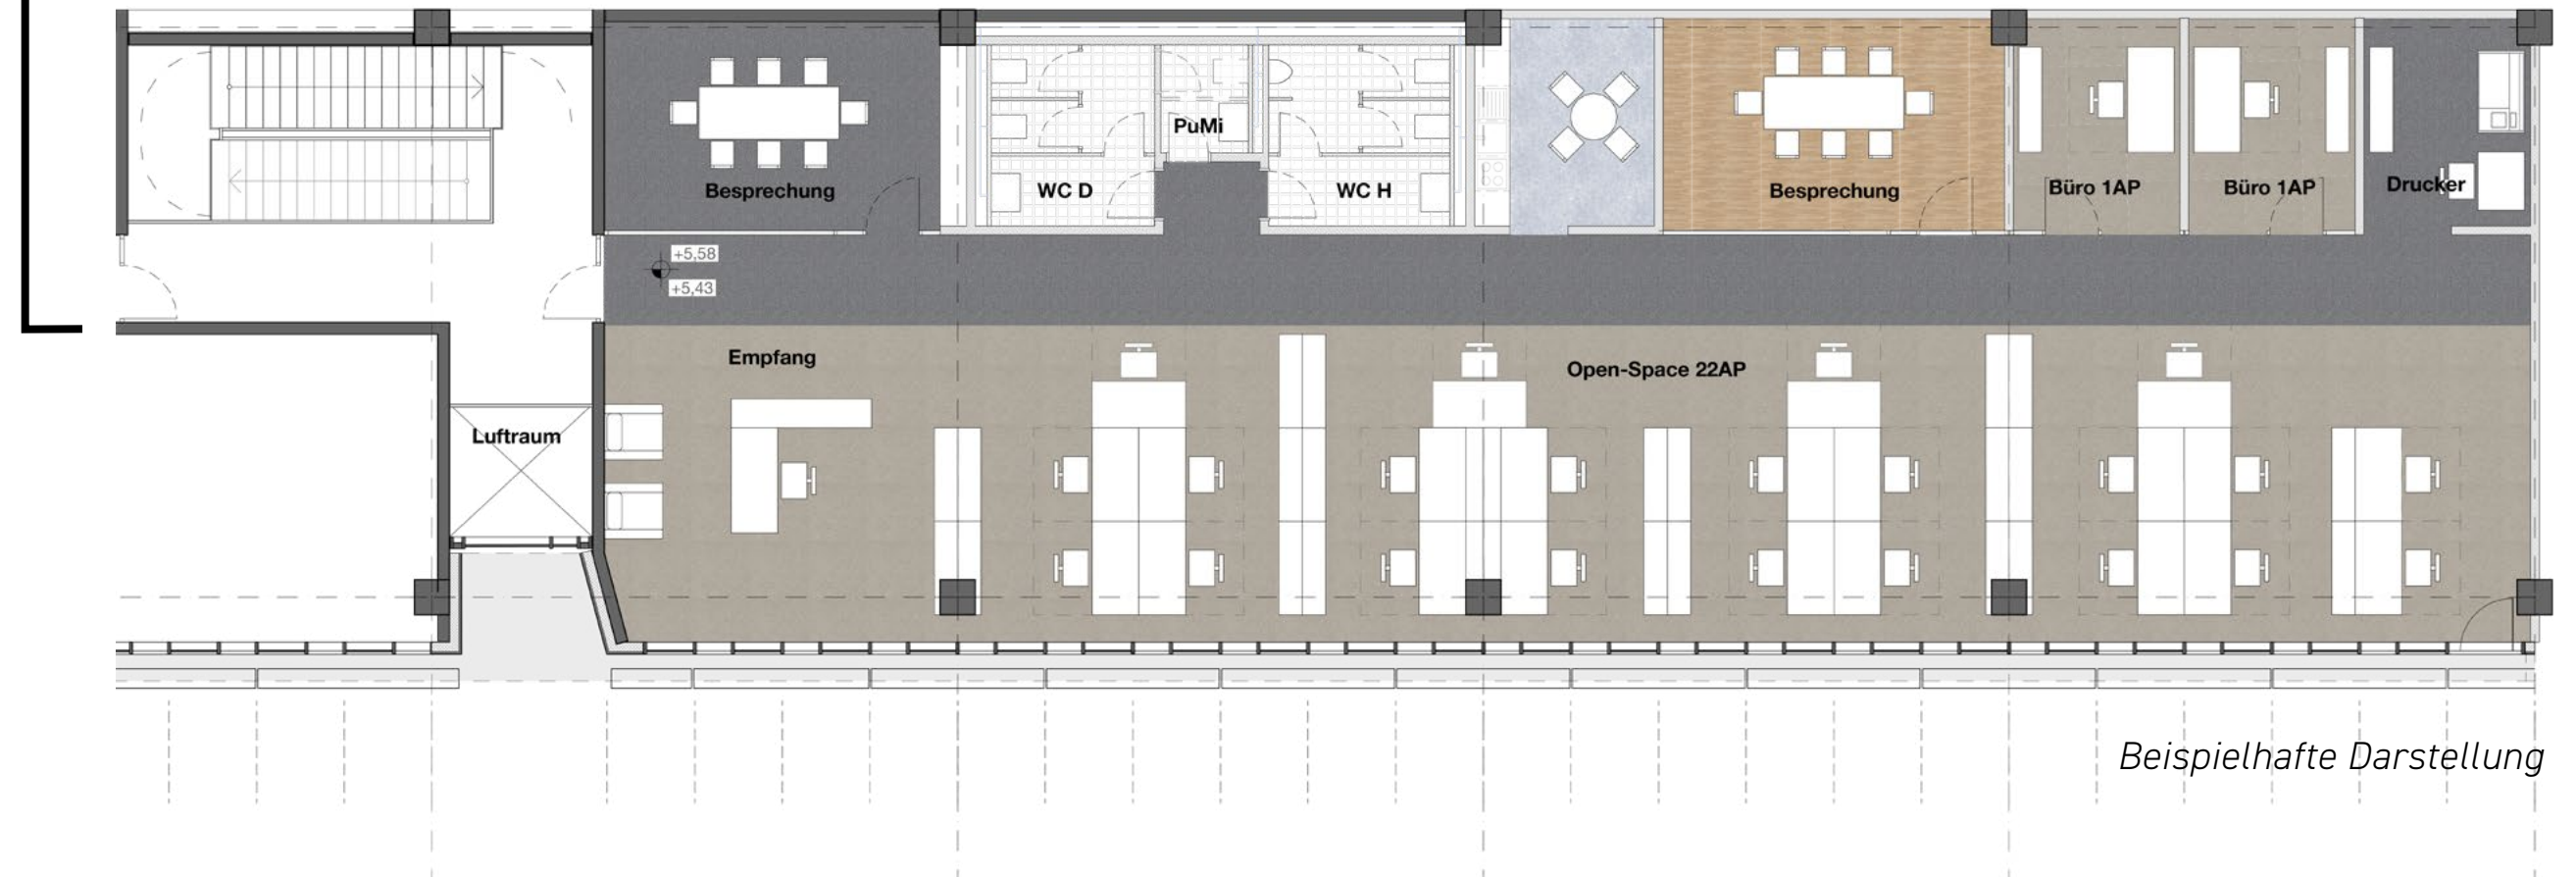 PuMi
Besprechung
WC D
WC H
Besprechung
Büro 1AP
Büro 1AP
Drucker
+5,58
+5,43
Empfang
Open-Space 22AP
Luftraum
Beispielhafte Darstellung